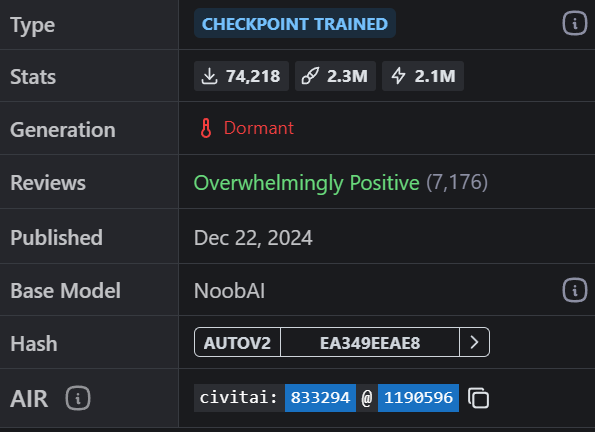 Type CHECKPOINT TRAINED
Stats 74,218 2.3M 2.1M
Generation Dormant
Reviews Overwhelmingly Positive (7,176)
Published Dec 22, 2024
Base Model NoobAI
Hash AUTOV2 EA349EEAE8
AIR civitai: 833294 @ 1190596